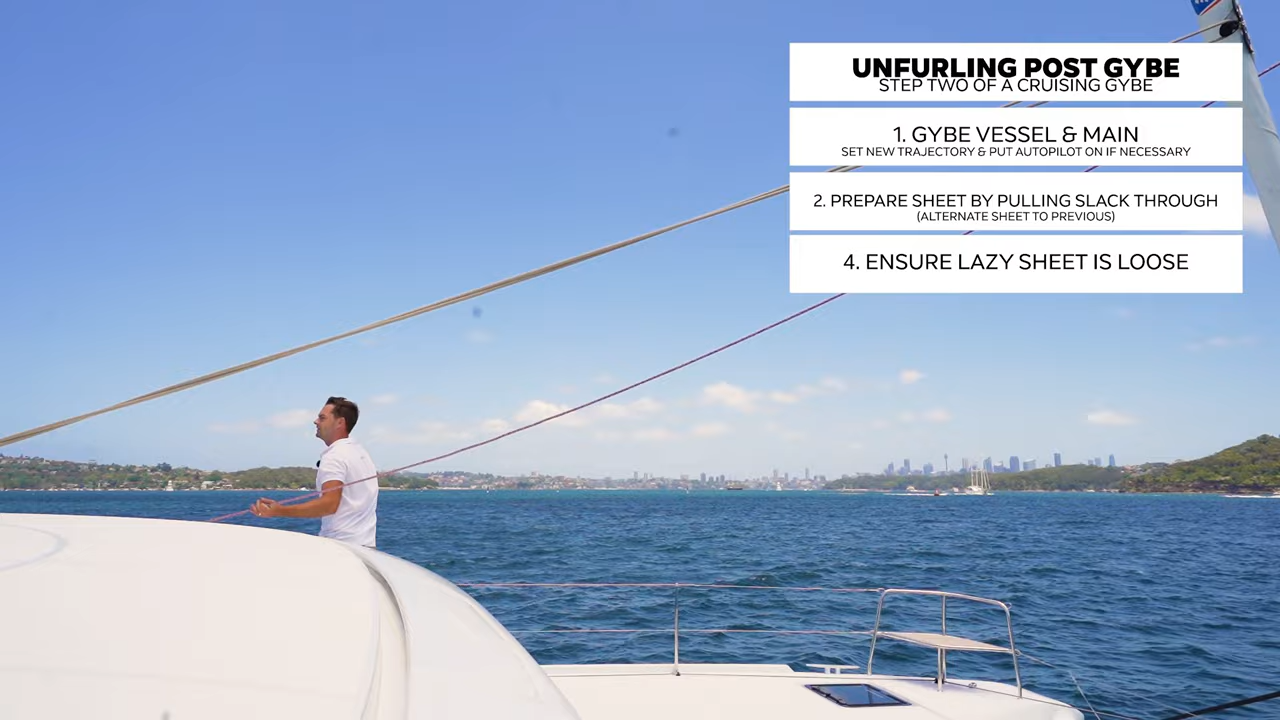 UNFURLING POST GYBE
STEP TWO OF A CRUISING GYBE
1. GYBE VESSEL & MAIN
SET NEW TRAJECTORY & PUT AUTOPILOT ON IF NECESSARY
2. PREPARE SHEET BY PULLING SLACK THROUGH
(ALTERNATE SHEET TO PREVIOUS)
4. ENSURE LAZY SHEET IS LOOSE